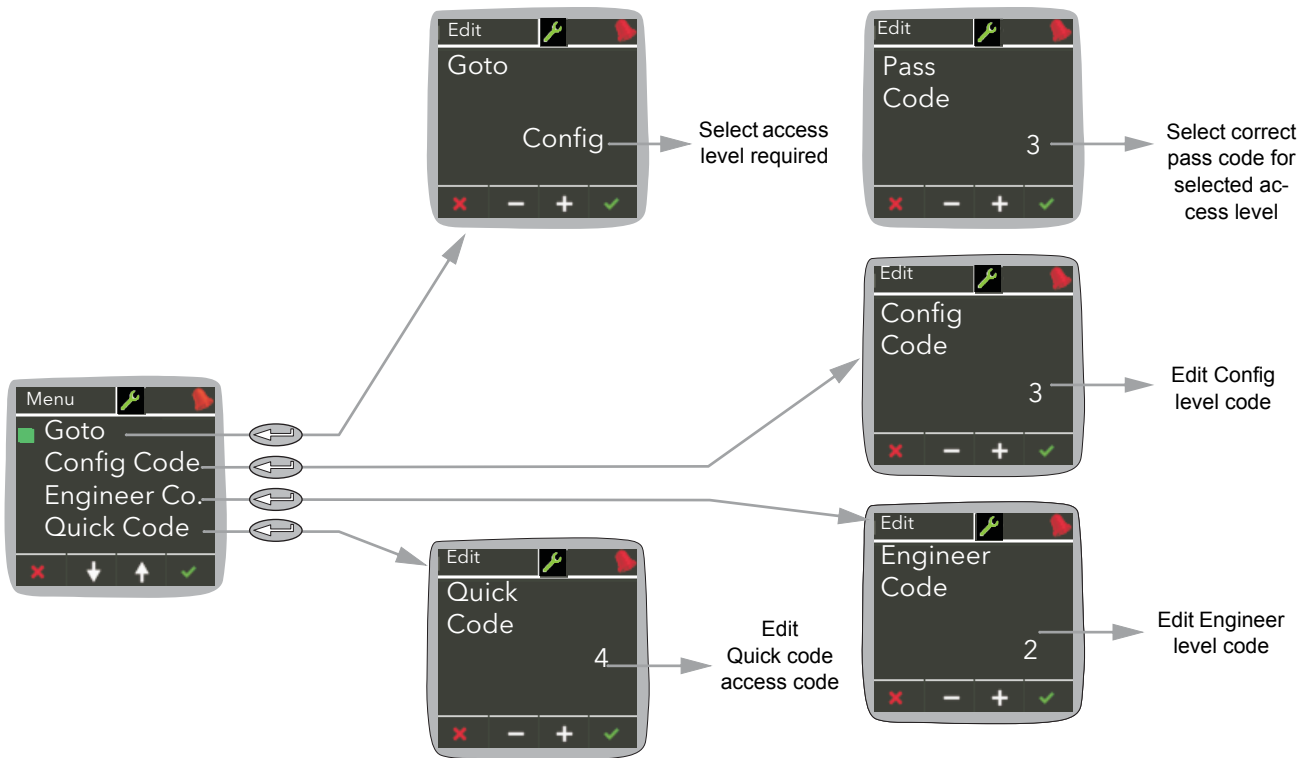 Edit
Goto
Config
Select access
level required
Edit
Pass
Code
3
Select correct
pass code for
selected ac-
cess level
Edit
Config
Code
3
Edit Config
level code
Menu
Goto
Config Code
Engineer Co.
Quick Code
Edit
Quick
Code
4
Edit
Quick code
access code
Edit
Engineer
Code
2
Edit Engineer
level code